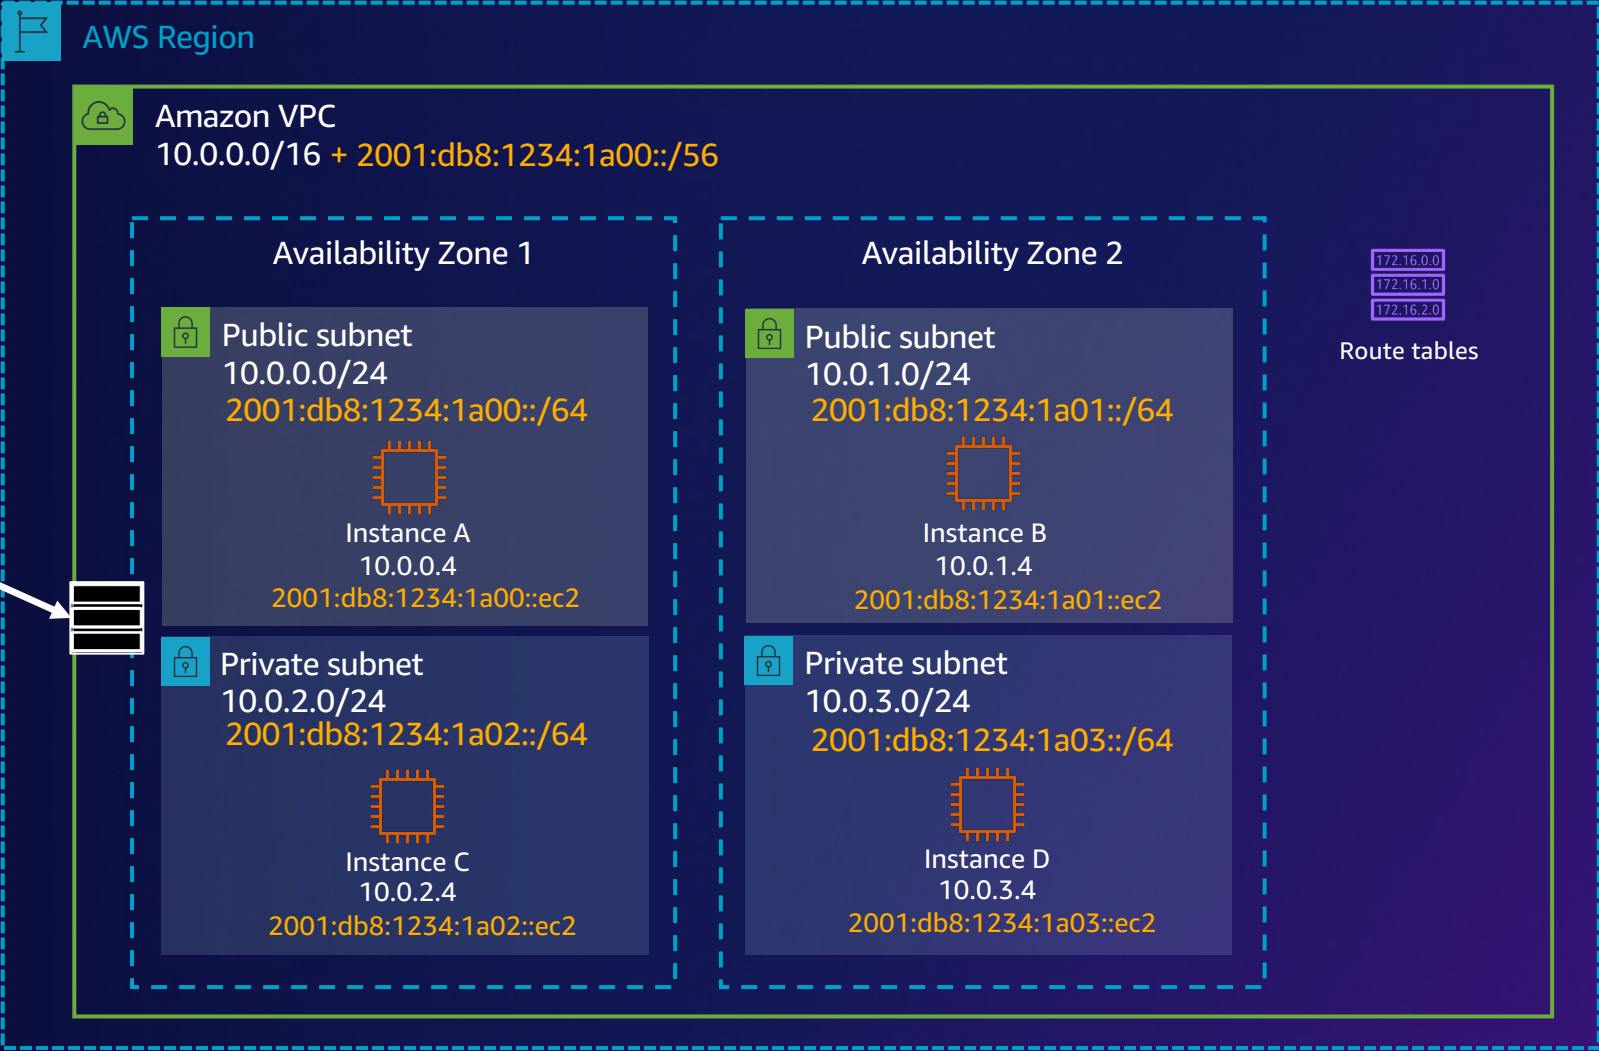 AWS Region
Amazon VPC
10.0.0.0/16 + 2001:db8:1234:1a00::/56
Availability Zone 1
Public subnet
10.0.0.0/24
2001:db8:1234:1a00::/64
Instance A
10.0.0.4
2001:db8:1234:1a00::ec2
Private subnet
10.0.2.0/24
2001:db8:1234:1a02::/64
Instance C
10.0.2.4
2001:db8:1234:1a02::ec2
Availability Zone 2
Public subnet
10.0.1.0/24
2001:db8:1234:1a01::/64
Instance B
10.0.1.4
2001:db8:1234:1a01::ec2
Private subnet
10.0.3.0/24
2001:db8:1234:1a03::/64
Instance D
10.0.3.4
2001:db8:1234:1a03::ec2
172.16.0.0
172.16.1.0
172.16.2.0
Route tables